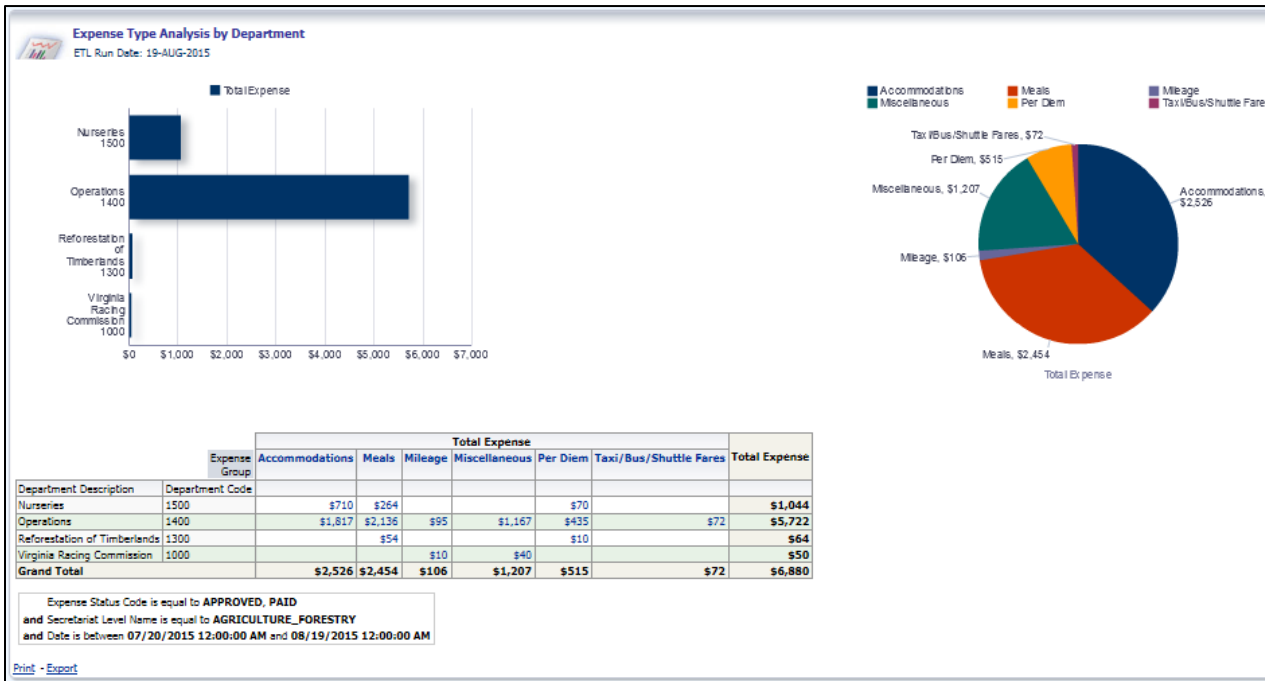 Expense Type Analysis by Department
ETL Run Date: 19-AUG-2015
Total Expense
Nurseries
1500
Operations
1400
Reforestation
of
Timberlands
1300
Virginia
Racing
Commission
1000
$0 $1,000 $2,000 $3,000 $4,000 $5,000 $6,000 $7,000
Accommodations Meals Mileage
Miscellaneous Per Diem Taxi/Bus/Shuttle Fare
Taxi/Bus/Shuttle Fares, $72
Per Diem, $515
Miscellaneous, $1,207
Accommodations,
$2,526
Mileage, $106
Meals, $2,454
Total Expense
Total Expense
Expense
Group
Accommodations Meals Mileage Miscellaneous Per Diem Taxi/Bus/Shuttle Fares Total Expense
Department Description Department Code
Nurseries 1500 $710 $264 $70 $1,044
Operations 1400 $1,817 $2,136 $95 $1,167 $435 $72 $5,722
Reforestation of Timberlands 1300 $54 $10 $64
Virginia Racing Commission 1000 $10 $40 $50
Grand Total $2,526 $2,454 $106 $1,207 $515 $72 $6,880
Expense Status Code is equal to APPROVED, PAID
and Secretariat Level Name is equal to AGRICULTURE_FORESTRY
and Date is between 07/20/2015 12:00:00 AM and 08/19/2015 12:00:00 AM
Print - Export